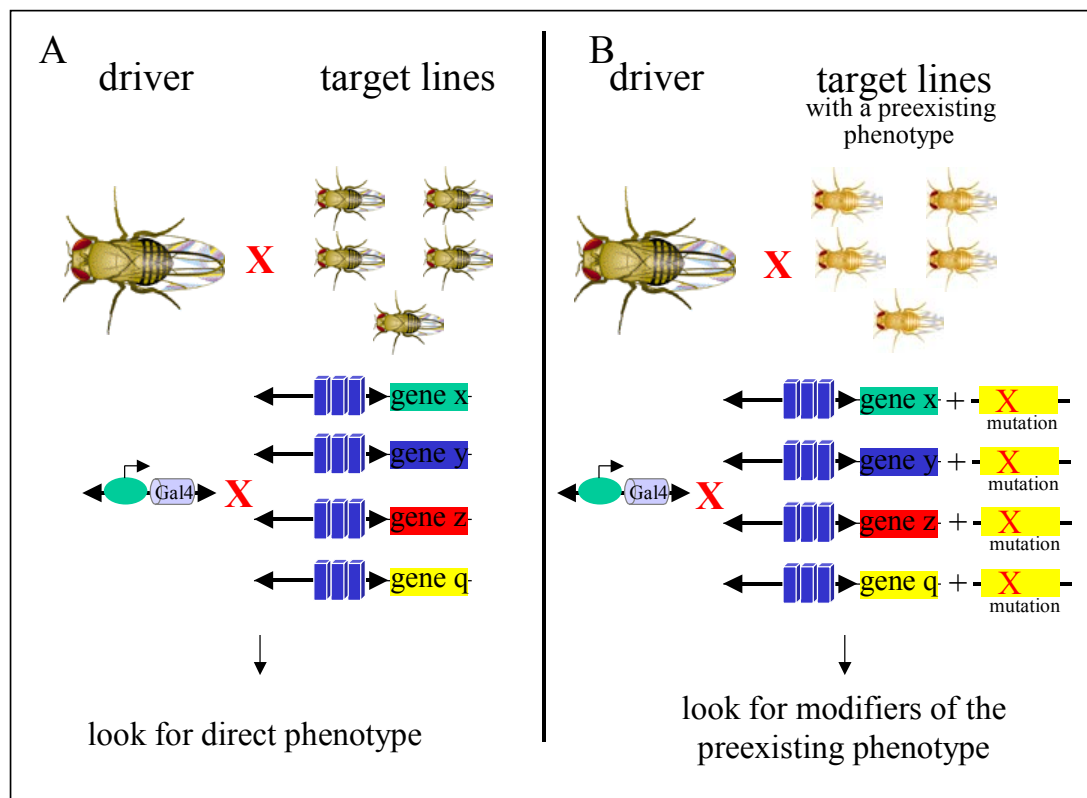 A
driver
target lines
X
gene x
gene y
Gal4
X
gene z
gene q
look for direct phenotype
B
driver
target lines
with a preexisting
phenotype
X
gene x + X
mutation
gene y + X
mutation
Gal4
X
gene z + X
mutation
gene q + X
mutation
look for modifiers of the
preexisting phenotype